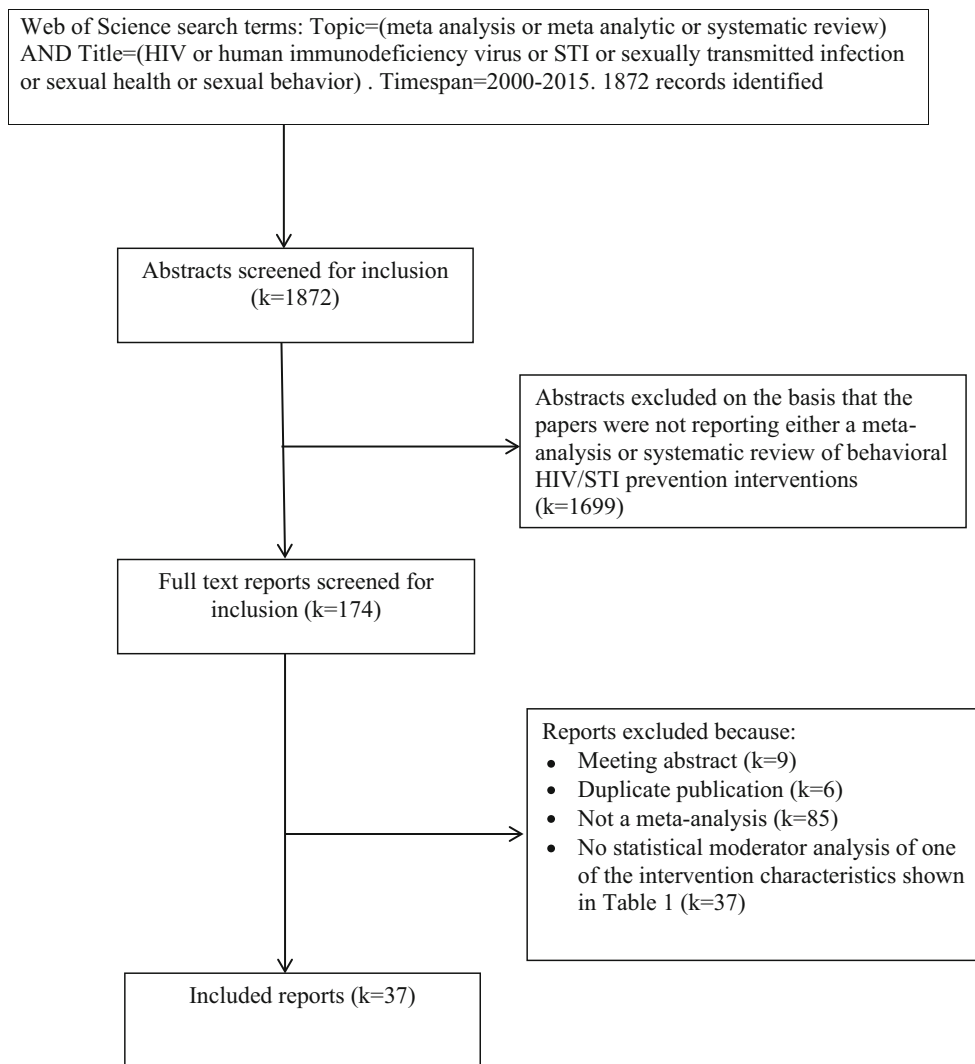 Web of Science search terms: Topic=(meta analysis or meta analytic or systematic review)
AND Title=(HIV or human immunodeficiency virus or STI or sexually transmitted infection
or sexual health or sexual behavior) . Timespan=2000-2015. 1872 records identified
Abstracts screened for inclusion
(k=1872)
Abstracts excluded on the basis that the
papers were not reporting either a meta-
analysis or systematic review of behavioral
HIV/STI prevention interventions
(k=1699)
Full text reports screened for
inclusion (k=174)
Reports excluded because:
• Meeting abstract (k=9)
• Duplicate publication (k=6)
• Not a meta-analysis (k=85)
• No statistical moderator analysis of one
of the intervention characteristics shown
in Table 1 (k=37)
Included reports (k=37)